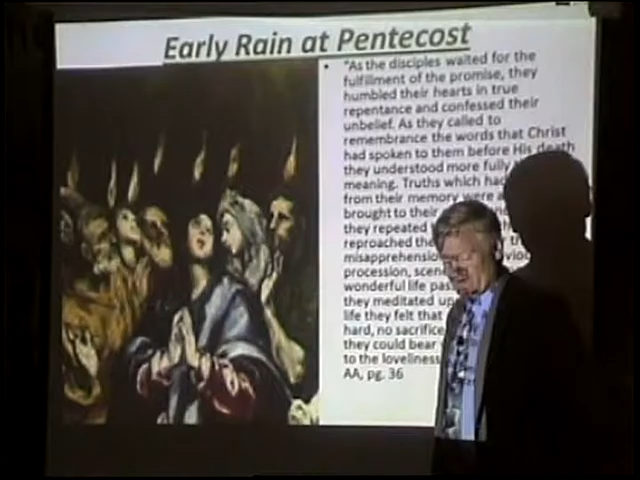 Early Rain at Pentecost
• "As the disciples waited for the
fulfillment of the promise, they
humbled their hearts in true
repentance and confessed their
unbelief. As they called to
remembrance the words that Christ
had spoken to them before His death
they understood more fully
meaning. Truths which had
from their memory were
brought to their
they repeated
reproached the
misapprehensio
procession, scen
wonderful life pas
they meditated up
life they felt that
hard, no sacrifice
they could bear
to the loveliness
AA, pg. 36